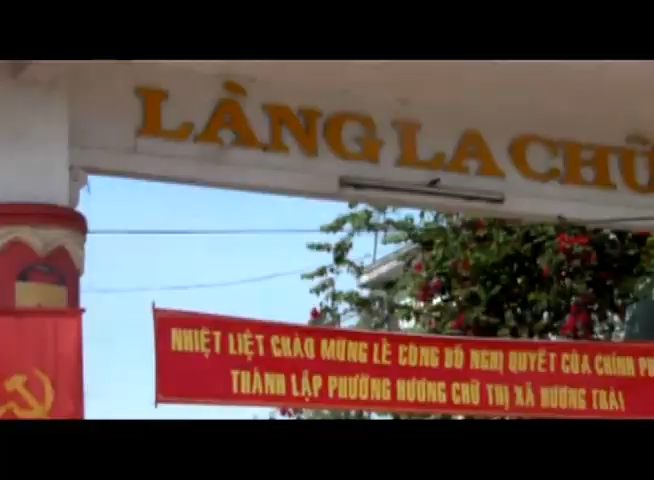 LÀNG LA CHỮ
NHIỆT LIỆT CHÀO MỪNG LỄ CÔNG BỐ NGHỊ QUYẾT CỦA CHÍNH
THÀNH LẬP PHƯỜNG HƯƠNG CHỮ THỊ XÃ HƯƠNG TRÀ